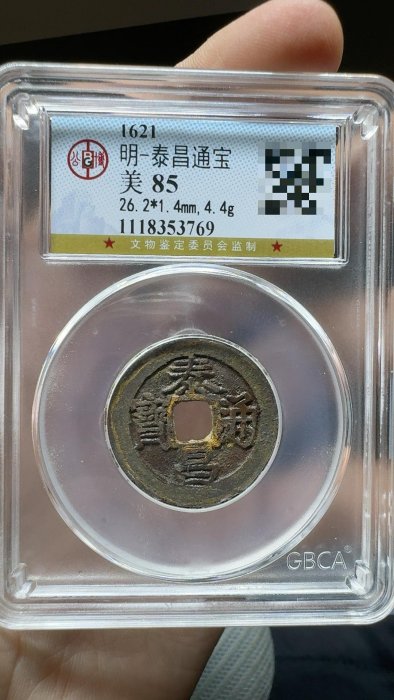 1621
明-泰昌通宝
美 85
26.2*1.4mm,4.4g
1118353769
★ 文物鉴定委员会监制 ★
泰昌通寶
GBCA®